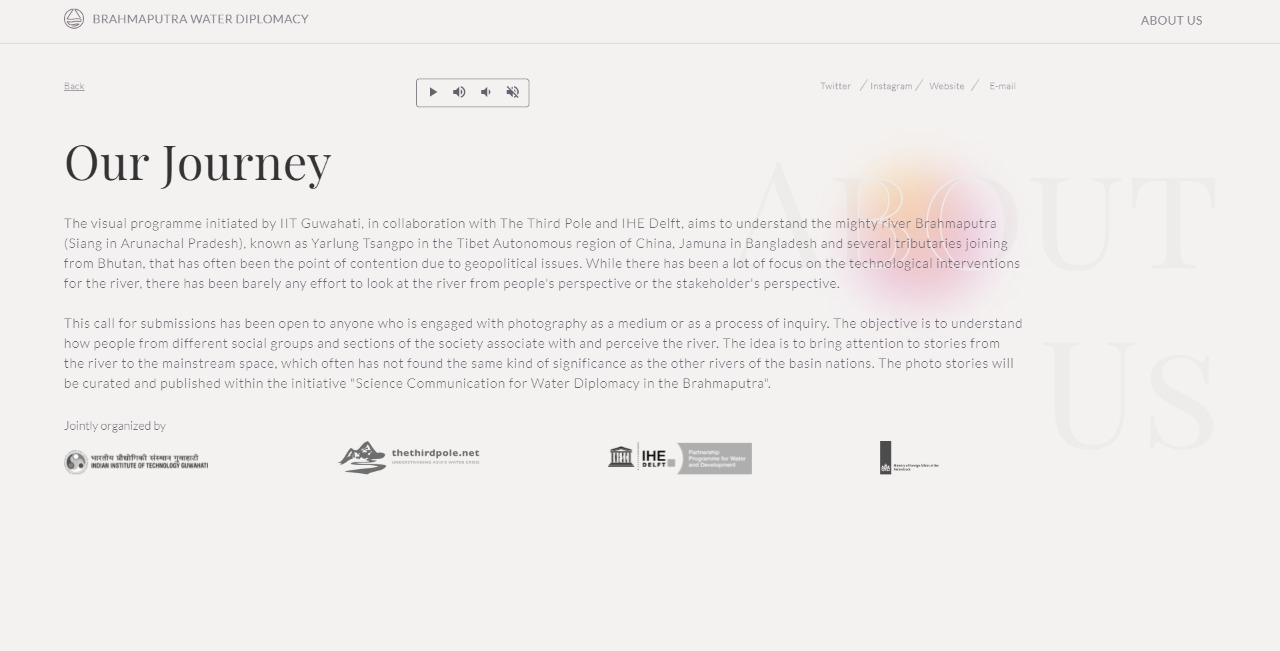 BRAHMAPUTRA WATER DIPLOMACY
ABOUT US
Back
Twitter / Instagram / Website / E-mail
Our Journey
ABOUT
US
The visual programme initiated by IIT Guwahati, in collaboration with The Third Pole and IHE Delft, aims to understand the mighty river Brahmaputra
(Siang in Arunachal Pradesh), known as Yarlung Tsangpo in the Tibet Autonomous region of China, Jamuna in Bangladesh and several tributaries joining
from Bhutan, that has often been the point of contention due to geopolitical issues. While there has been a lot of focus on the technological interventions
for the river, there has been barely any effort to look at the river from people's perspective or the stakeholder's perspective.
This call for submissions has been open to anyone who is engaged with photography as a medium or as a process of inquiry. The objective is to understand
how people from different social groups and sections of the society associate with and perceive the river. The idea is to bring attention to stories from
the river to the mainstream space, which often has not found the same kind of significance as the other rivers of the basin nations. The photo stories will
be curated and published within the initiative "Science Communication for Water Diplomacy in the Brahmaputra".
Jointly organized by
भारतीय प्रौद्योगिकी संस्थान गुवाहाटी
INDIAN INSTITUTE OF TECHNOLOGY GUWAHATI
thethirdpole.net
UNDERSTANDING ASIA'S WATER CRISIS
IHE
DELFT
Partnership
Programme for Water
and Development
Ministry of Foreign Affairs of the
Netherlands